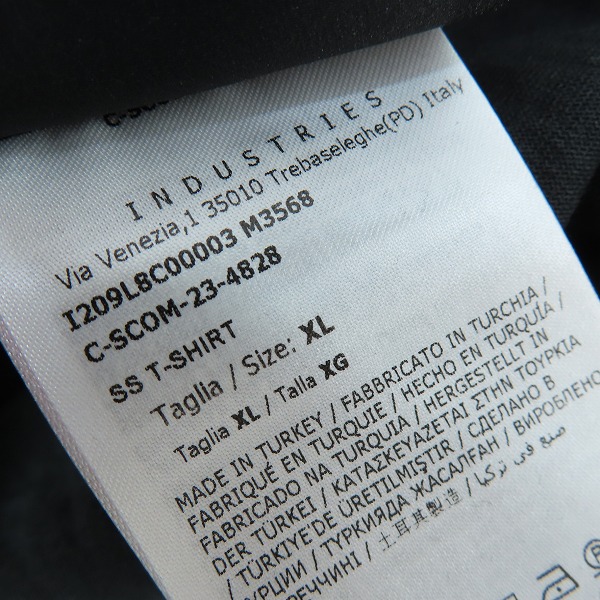 C-SCOM
INDUSTRIES
Via Venezia,1 35010 Trebaseleghe(PD) Italy
I209L8C00003 M3568
C-SCOM-23-4828
SS T-SHIRT
Taglia / Size: XL
Taglia XL / Talla XG
MADE IN TURKEY / FABBRICATO IN TURCHIA /
FABRIQUÉ EN TURQUIE / HECHO EN TURQUÍA /
FABRICADO NA TURQUIA / HERGESTELLT IN
DER TÜRKEI / ΚΑΤΑΣΚΕΥΑΖΕΤΑΙ ΣΤΗΝ ΤΟΥΡΚΙΑ
/ TÜRKIYE'DE ÜRETILMIŞTIR / СДЕЛАНО В
ТУРЦИИ / ТУРКИЯДА ЖАСАЛҒАН / ВИРОБЛЕНО
ТУРЕЧЧИНІ / 土耳其製造 / صنع في تركيا